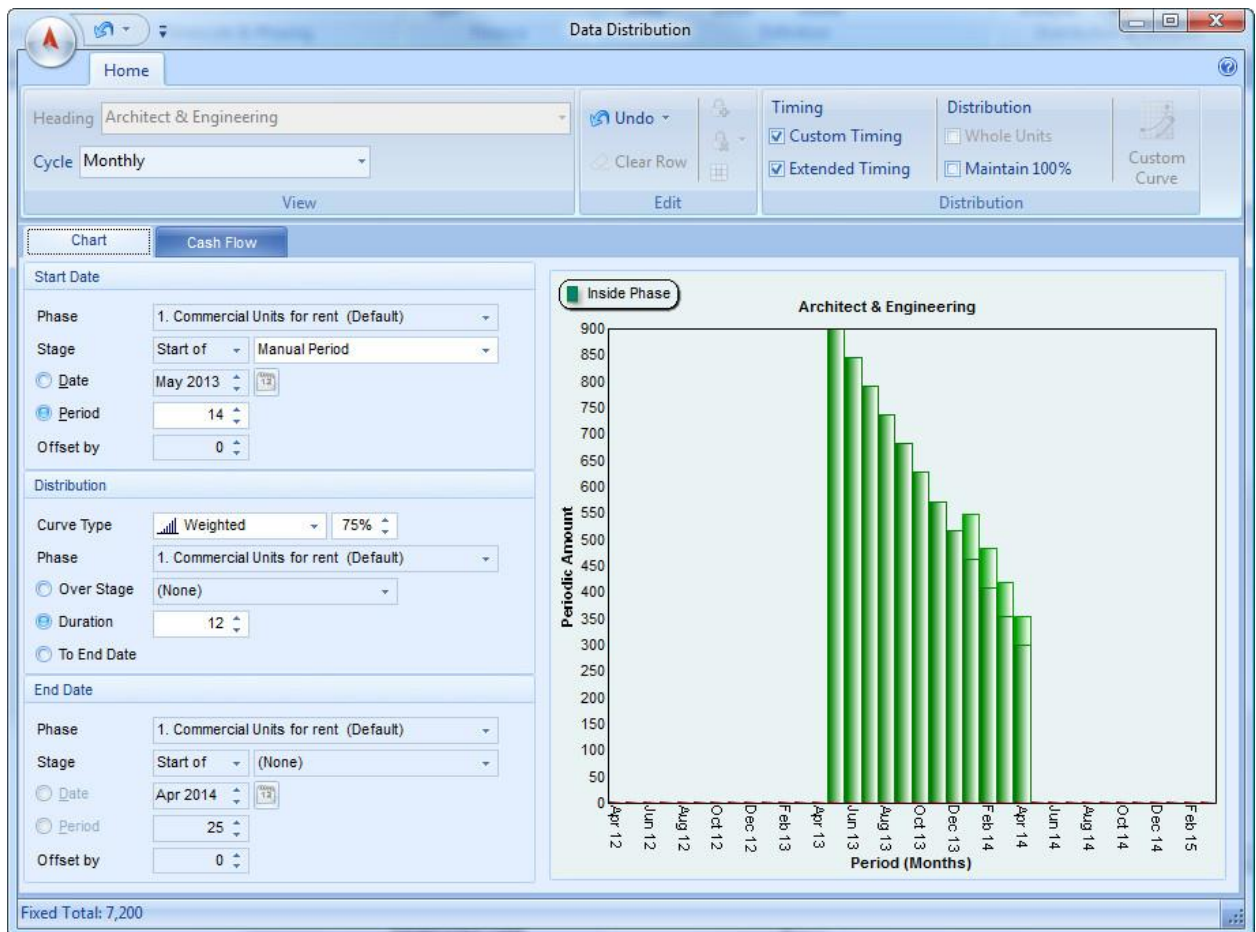 Data Distribution
Home
Heading Architect & Engineering
Cycle Monthly
View
Undo
Clear Row
Edit
Timing
Custom Timing
Extended Timing
Distribution
Whole Units
Maintain 100%
Custom Curve
Distribution
Chart
Cash Flow
Start Date
Phase 1. Commercial Units for rent (Default)
Stage Start of Manual Period
Date May 2013
Period 14
Offset by 0
Distribution
Curve Type Weighted 75%
Phase 1. Commercial Units for rent (Default)
Over Stage (None)
Duration 12
To End Date
End Date
Phase 1. Commercial Units for rent (Default)
Stage Start of (None)
Date Apr 2014
Period 25
Offset by 0
Inside Phase
Architect & Engineering
Periodic Amount
900
850
800
750
700
650
600
550
500
450
400
350
300
250
200
150
100
50
0
Apr 12 Jun 12 Aug 12 Oct 12 Dec 12 Feb 13 Apr 13 Jun 13 Aug 13 Oct 13 Dec 13 Feb 14 Apr 14 Jun 14 Aug 14 Oct 14 Dec 14 Feb 15
Period (Months)
Fixed Total: 7,200